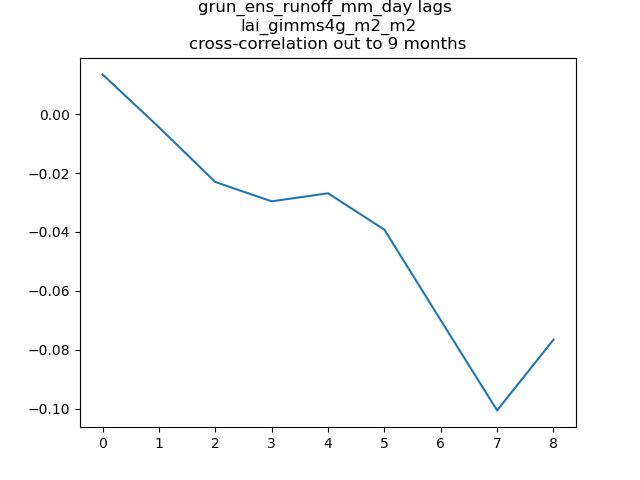 grun_ens_runoff_mm_day lags
lai_gimms4g_m2_m2
cross-correlation out to 9 months
0.00
−0.02
−0.04
−0.06
−0.08
−0.10
0 1 2 3 4 5 6 7 8